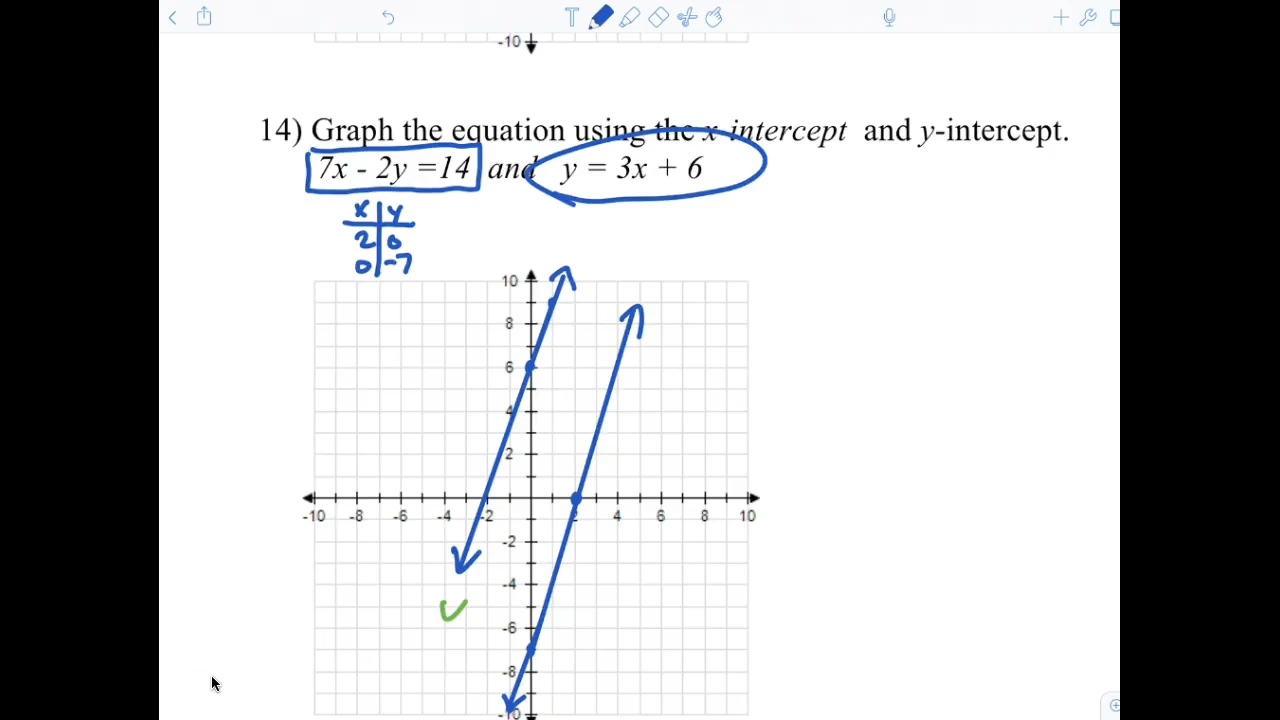 T
-10
14) Graph the equation using the x-intercept and y-intercept.
7x - 2y =14 and y = 3x + 6
x y
2 0
0 -7
10
8
6
4
2
-10 -8 -6 -4 -2 2 4 6 8 10
-2
-4
-6
-8
-10